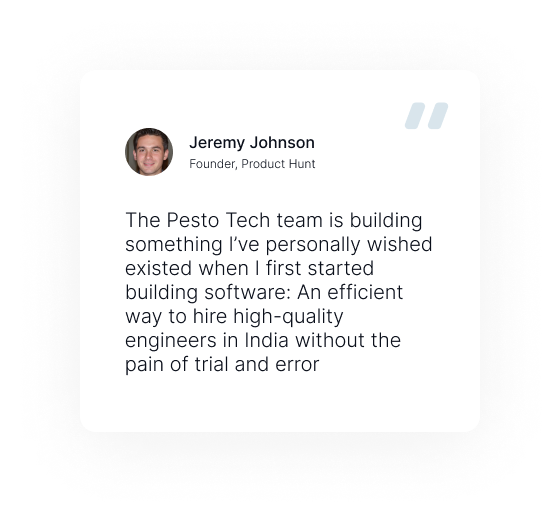 Jeremy Johnson
Founder, Product Hunt
The Pesto Tech team is building
something I’ve personally wished
existed when I first started
building software: An efficient
way to hire high-quality
engineers in India without the
pain of trial and error